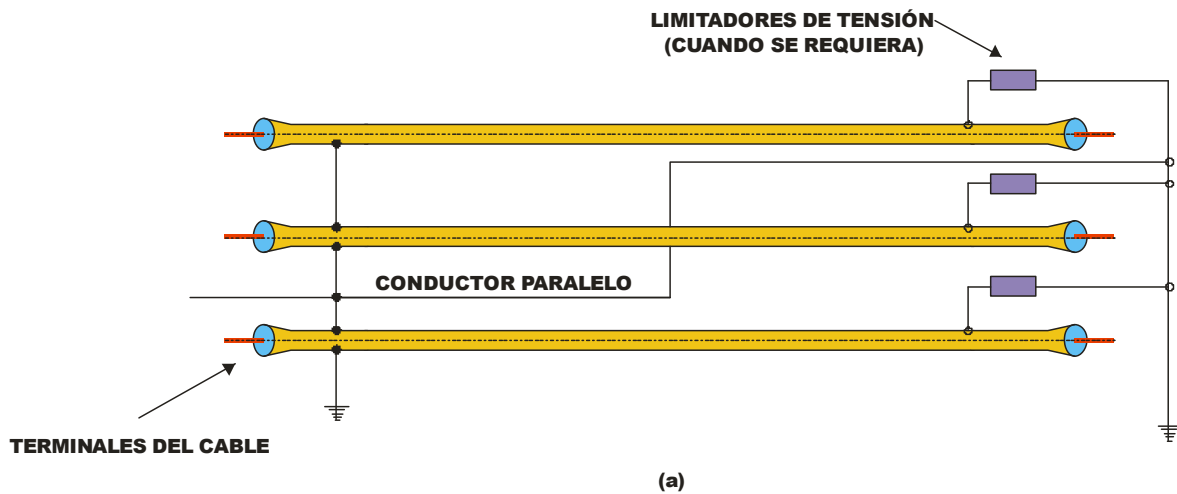 LIMITADORES DE TENSIÓN
(CUANDO SE REQUIERA)
CONDUCTOR PARALELO
TERMINALES DEL CABLE
(a)